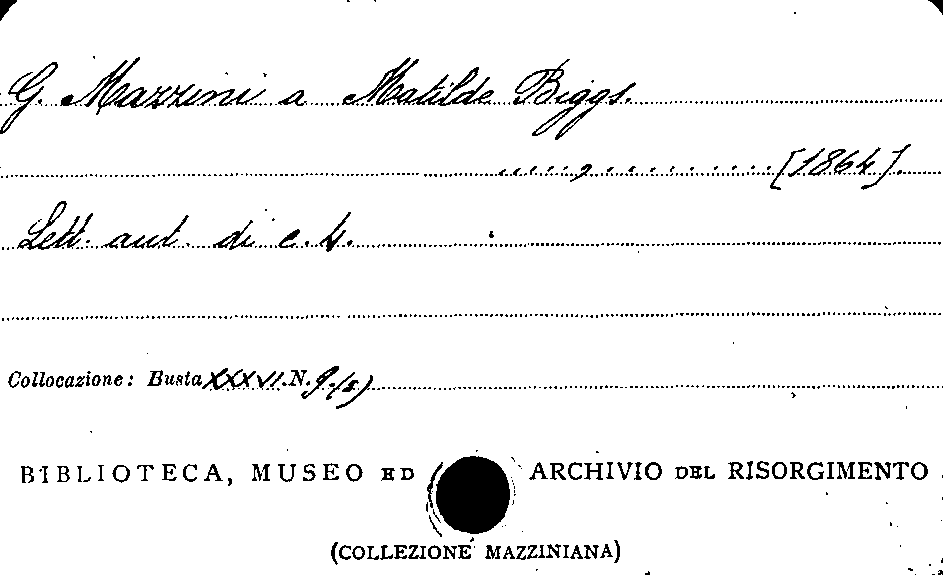 G. Mazzini a Matilde Biggs.
..........,.......... [1864].
Lett. aut. di c. 4.
Collocazione: Busta XXXVI. N. 9./(5)
BIBLIOTECA, MUSEO ED ARCHIVIO DEL RISORGIMENTO
(COLLEZIONE MAZZINIANA)